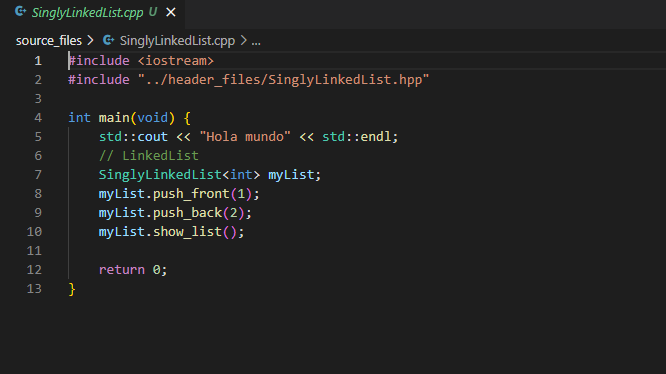 SinglyLinkedList.cpp U
source_files > SinglyLinkedList.cpp > ...
1 #include <iostream>
2 #include "../header_files/SinglyLinkedList.hpp"
3
4 int main(void) {
5     std::cout << "Hola mundo" << std::endl;
6     // LinkedList
7     SinglyLinkedList<int> myList;
8     myList.push_front(1);
9     myList.push_back(2);
10     myList.show_list();
11
12     return 0;
13 }